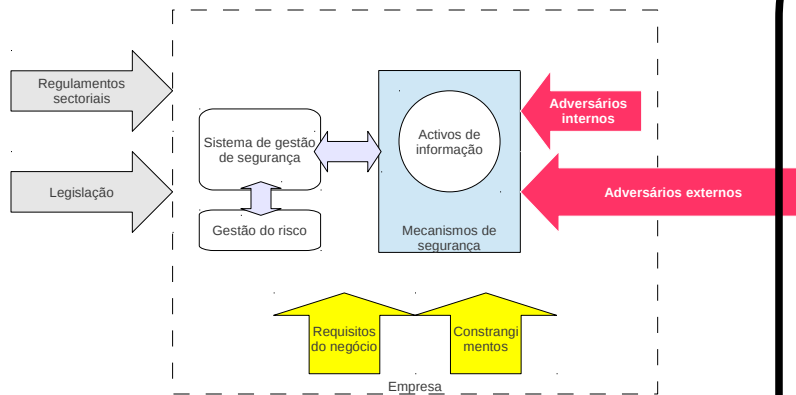 Regulamentos
sectoriais
Legislação
Sistema de gestão
de segurança
Gestão do risco
Activos de
informação
Mecanismos de
segurança
Adversários
internos
Adversários externos
Requisitos
do negócio
Constrangi
mentos
Empresa